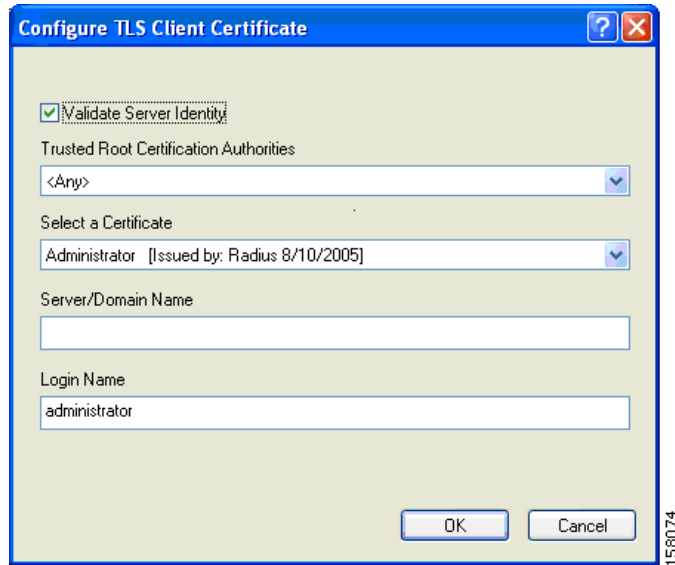 Configure TLS Client Certificate
Validate Server Identity
Trusted Root Certification Authorities
<Any>
Select a Certificate
Administrator [Issued by: Radius 8/10/2005]
Server/Domain Name
Login Name
administrator
OK
Cancel
158074